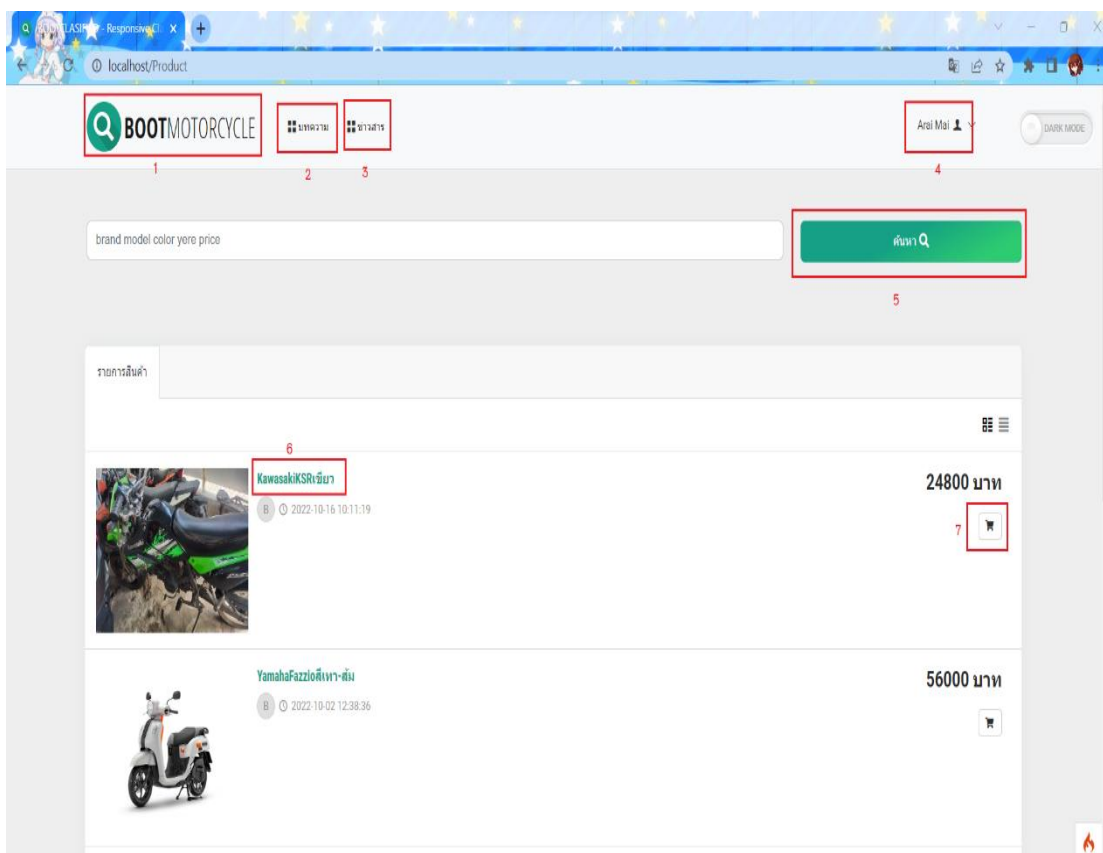 - Responsive Cl
localhost/Product
BOOTMOTORCYCLE
บทความ
ข่าวสาร
Arai Mai
DARK MODE
1
2
3
4
brand model color yere price
ค้นหา
5
รายการสินค้า
6
KawasakiKSRเขียว
24800 บาท
B 2022-10-16 10:11:19
7
YamahaFazzioสีเทา-ส้ม
56000 บาท
B 2022-10-02 12:38:36